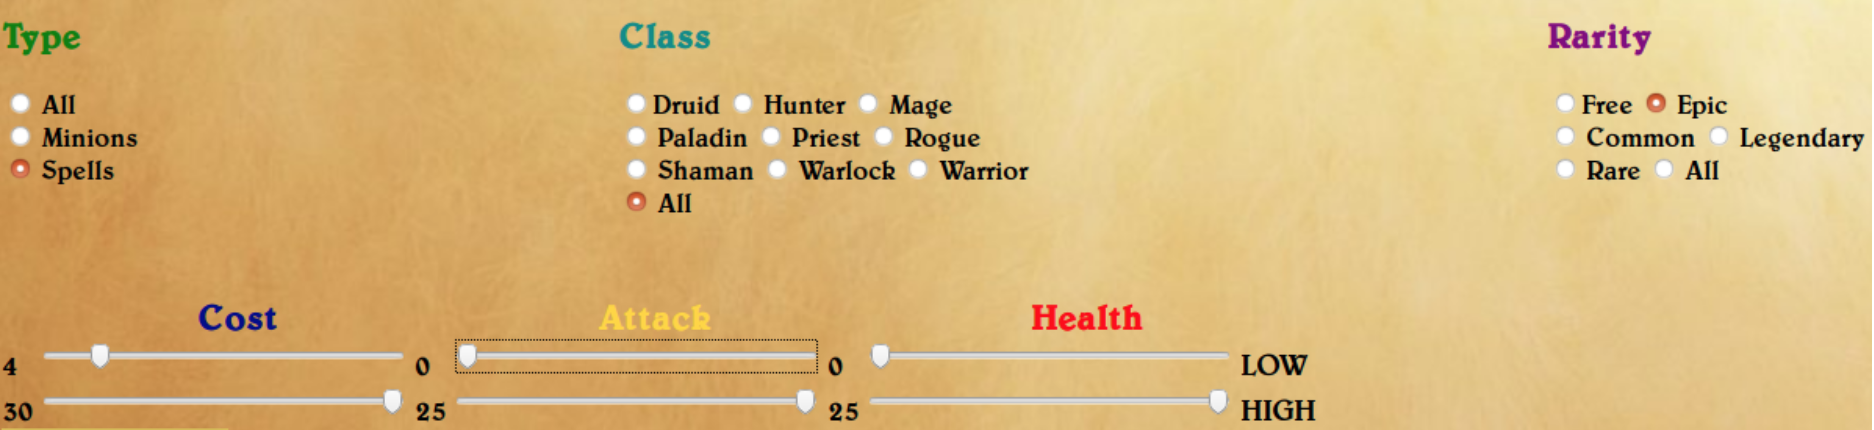 Type Class Rarity
All Druid Hunter Mage Free Epic
Minions Paladin Priest Rogue Common Legendary
Spells Shaman Warlock Warrior Rare All
All
Cost Attack Health
4 0 0 LOW
30 25 25 HIGH